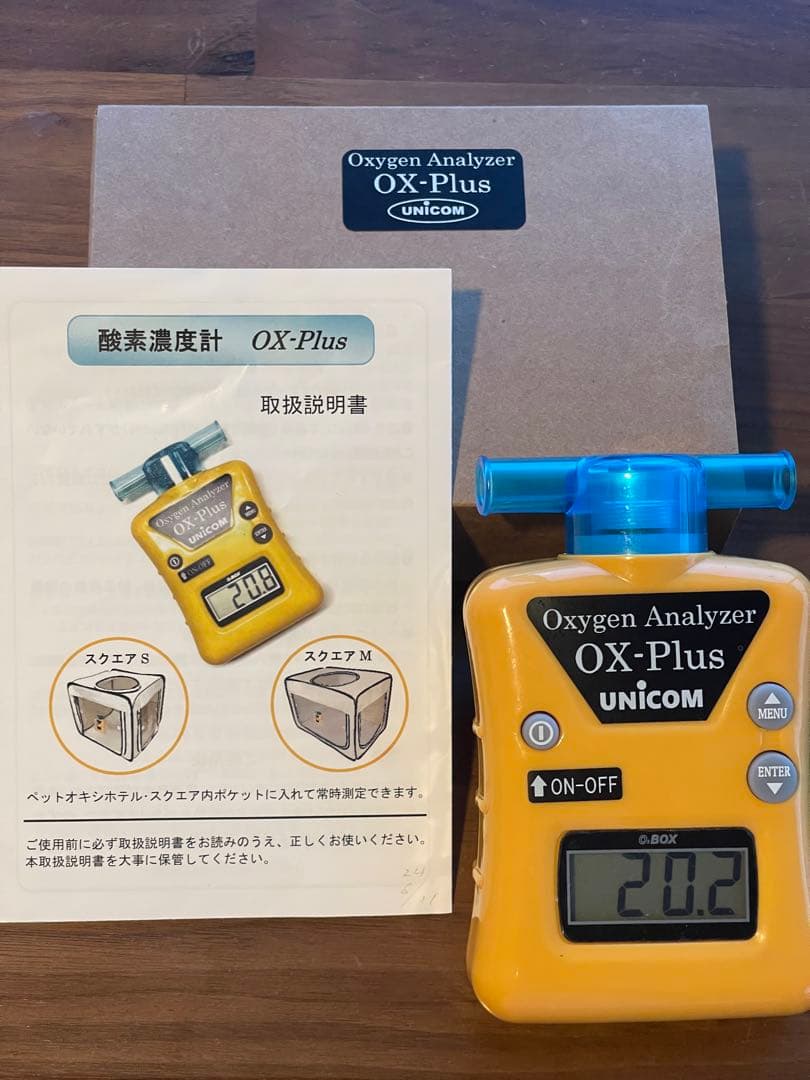 Oxygen Analyzer
OX-Plus
UNICOM
酸素濃度計 OX-Plus
取扱説明書
Oxygen Analyzer
OX-Plus
UNICOM
MENU
ENTER
ON-OFF
O₂BOX
20.8
スクエア S
スクエア M
ペットオキシホテル・スクエア内ポケットに入れて常時測定できます。
ご使用前に必ず取扱説明書をお読みのうえ、正しくお使いください。
本取扱説明書を大事に保管してください。
24
Oxygen Analyzer
OX-Plus
UNICOM
MENU
ENTER
ON-OFF
O₂BOX
20.2